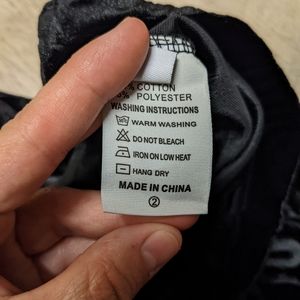 % COTTON
% POLYESTER
WASHING INSTRUCTIONS
WARM WASHING
DO NOT BLEACH
IRON ON LOW HEAT
HANG DRY
MADE IN CHINA
②